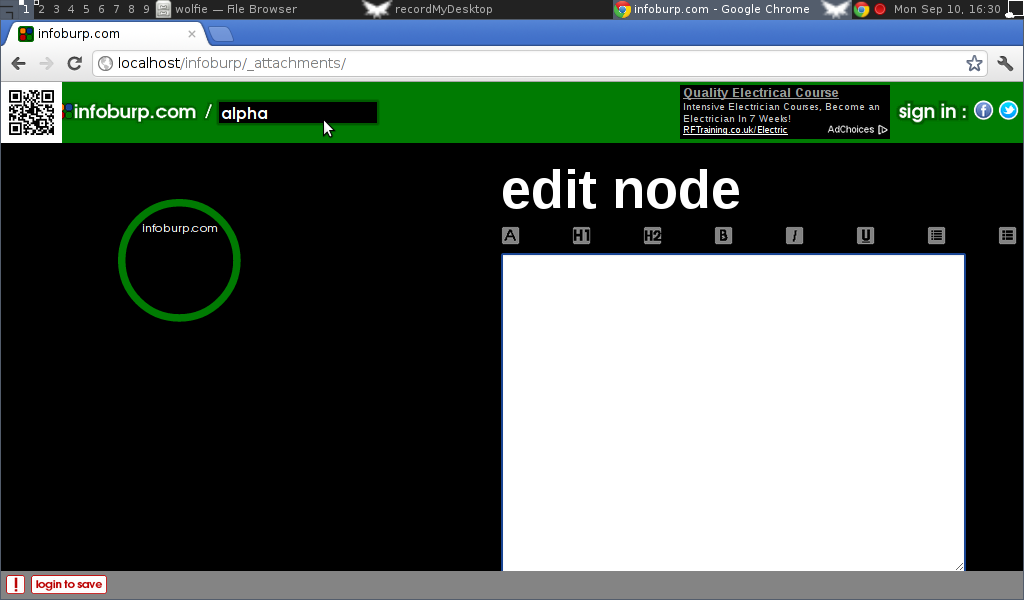 1 2 3 4 5 6 7 8 9 wolfie — File Browser recordMyDesktop infoburp.com - Google Chrome Mon Sep 10, 16:30
infoburp.com
localhost/infoburp/_attachments/
infoburp.com / alpha
Quality Electrical Course
Intensive Electrician Courses, Become an
Electrician In 7 Weeks!
RFTraining.co.uk/Electric AdChoices
sign in : f
edit node
A H1 H2 B I U
infoburp.com
! login to save